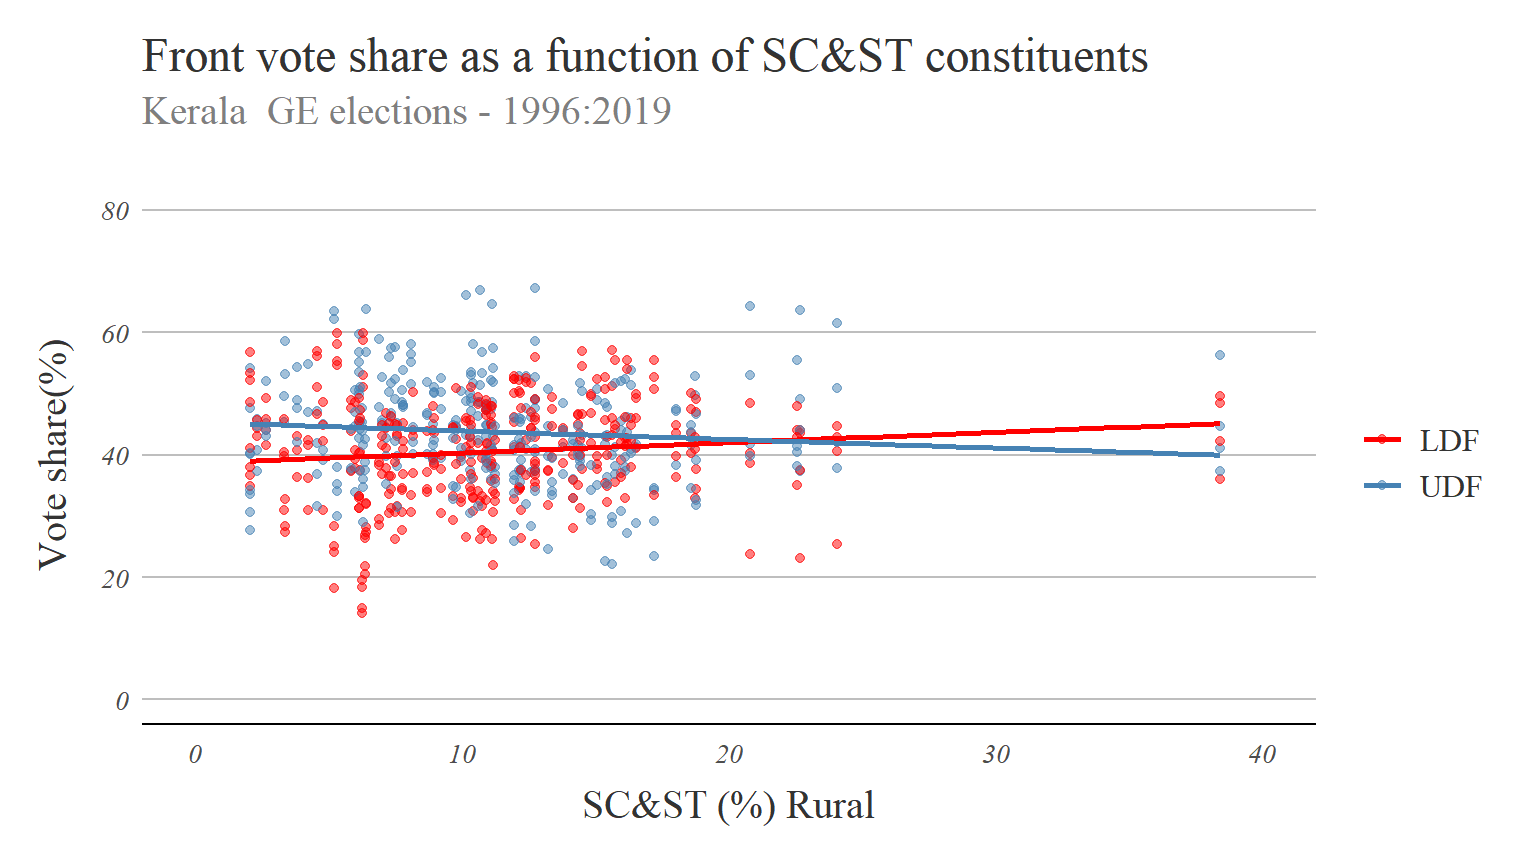 Front vote share as a function of SC&ST constituents
Kerala  GE elections - 1996:2019
Vote share(%)
80
60
40
20
0
0 10 20 30 40
SC&ST (%) Rural
LDF
UDF